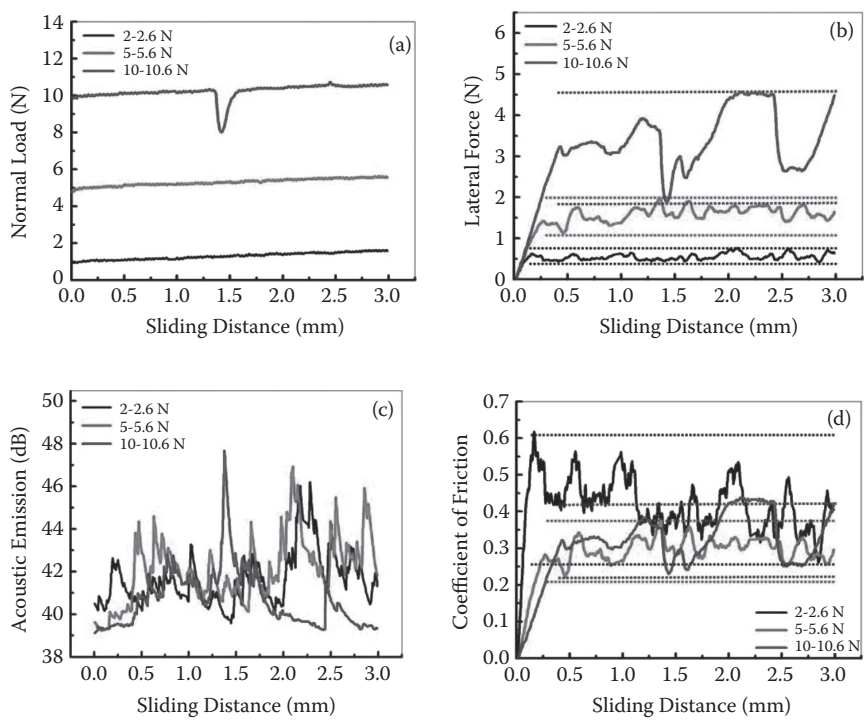 (a)
2-2.6 N
5-5.6 N
10-10.6 N
Normal Load (N)
14
12
10
8
6
4
2
0
0.0 0.5 1.0 1.5 2.0 2.5 3.0
Sliding Distance (mm)
(b)
2-2.6 N
5-5.6 N
10-10.6 N
Lateral Force (N)
6
5
4
3
2
1
0
0.0 0.5 1.0 1.5 2.0 2.5 3.0
Sliding Distance (mm)
(c)
2-2.6 N
5-5.6 N
10-10.6 N
Acoustic Emission (dB)
50
48
46
44
42
40
38
0.0 0.5 1.0 1.5 2.0 2.5 3.0
Sliding Distance (mm)
(d)
Coefficient of Friction
0.7
0.6
0.5
0.4
0.3
0.2
0.1
0.0
2-2.6 N
5-5.6 N
10-10.6 N
0.0 0.5 1.0 1.5 2.0 2.5 3.0
Sliding Distance (mm)